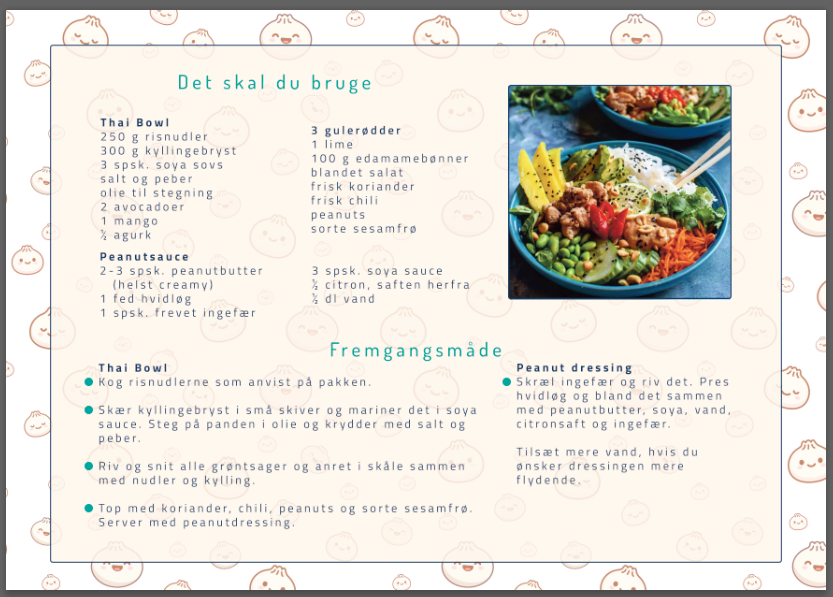 Det skal du bruge
Thai Bowl
250 g risnudler
300 g kyllingebryst
3 spsk. soya sovs
salt og peber
olie til stegning
2 avocadoer
1 mango
½ agurk
3 gulerødder
1 lime
100 g edamamebønner
blandet salat
frisk koriander
frisk chili
peanuts
sorte sesamfrø
Peanutsauce
2-3 spsk. peanutbutter
(helst creamy)
1 fed hvidløg
1 spsk. frevet ingefær
3 spsk. soya sauce
½ citron, saften herfra
½ dl vand
Fremgangsmåde
Thai Bowl
Kog risnudlerne som anvist på pakken.
Skær kyllingebryst i små skiver og mariner det i soya
sauce. Steg på panden i olie og krydder med salt og
peber.
Riv og snit alle grøntsager og anret i skåle sammen
med nudler og kylling.
Top med koriander, chili, peanuts og sorte sesamfrø.
Server med peanutdressing.
Peanut dressing
Skræl ingefær og riv det. Pres
hvidløg og bland det sammen
med peanutbutter, soya, vand,
citronsaft og ingefær.
Tilsæt mere vand, hvis du
ønsker dressingen mere
flydende.